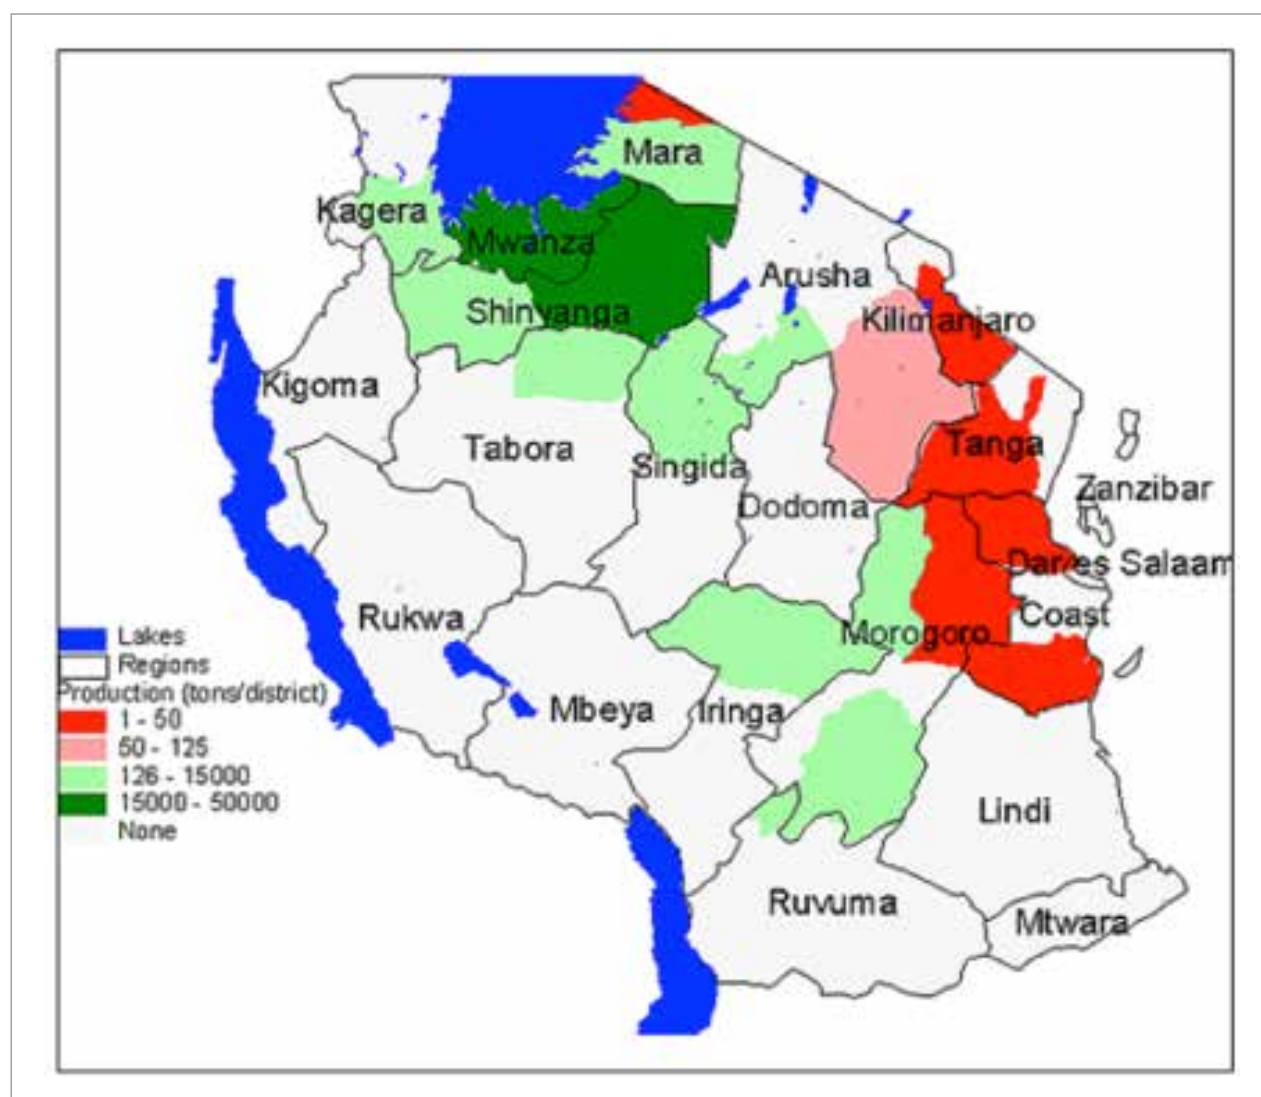 Mara
Kagera
Mwanza
Arusha
Shinyanga
Kilimanjaro
Kigoma
Tabora
Singida
Tanga
Zanzibar
Dodoma
Dar es Salaam
Rukwa
Morogoro
Coast
Mbeya
Iringa
Lindi
Ruvuma
Mtwara
Lakes
Regions
Production (tons/district)
1 - 50
50 - 125
126 - 15000
15000 - 50000
None